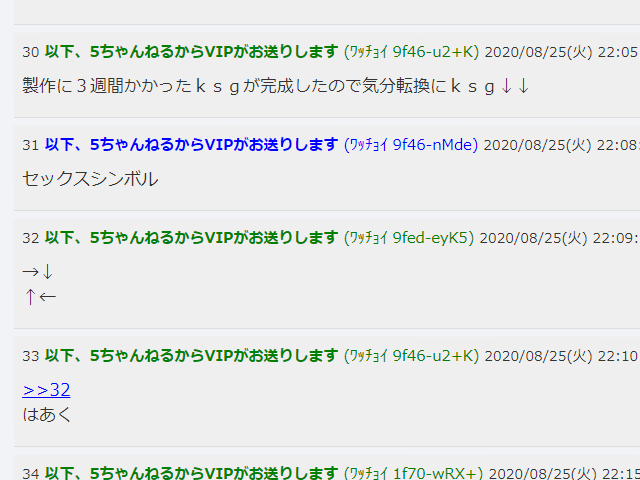 30 以下、5ちゃんねるからVIPがお送りします (ﾜｯﾁｮｲ 9f46-u2+K) 2020/08/25(火) 22:05
製作に３週間かかったｋｓｇが完成したので気分転換にｋｓｇ↓↓
31 以下、5ちゃんねるからVIPがお送りします (ﾜｯﾁｮｲ 9f46-nMde) 2020/08/25(火) 22:08:
セックスシンボル
32 以下、5ちゃんねるからVIPがお送りします (ﾜｯﾁｮｲ 9fed-eyK5) 2020/08/25(火) 22:09:
→↓
↑←
33 以下、5ちゃんねるからVIPがお送りします (ﾜｯﾁｮｲ 9f46-u2+K) 2020/08/25(火) 22:10
>>32
はあく
34 以下、5ちゃんねるからVIPがお送りします (ﾜｯﾁｮｲ 1f70-wRX+) 2020/08/25(火) 22:15